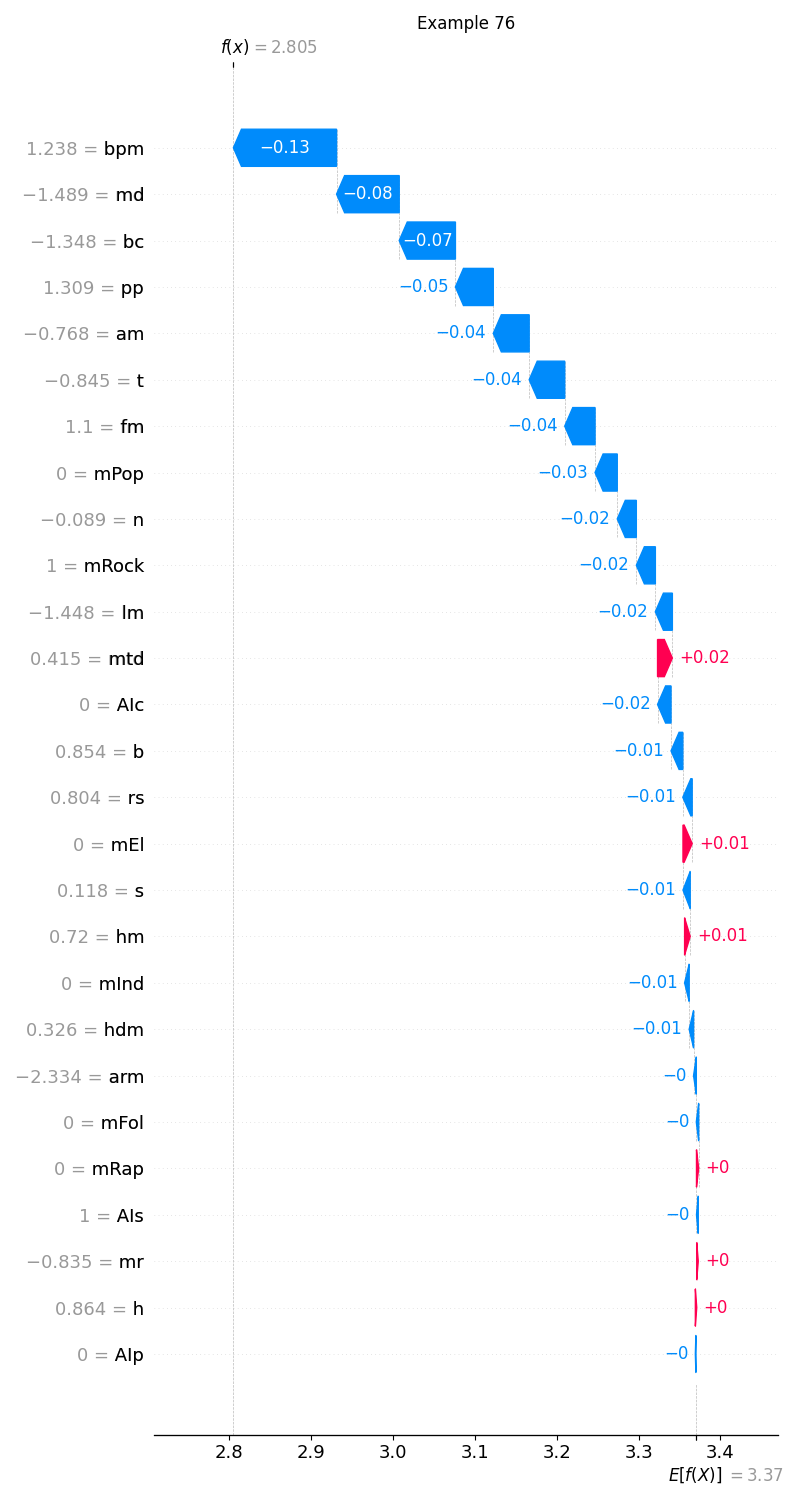 Example 76
f(x) = 2.805
1.238 = bpm −0.13
−1.489 = md −0.08
−1.348 = bc −0.07
1.309 = pp −0.05
−0.768 = am −0.04
−0.845 = t −0.04
1.1 = fm −0.04
0 = mPop −0.03
−0.089 = n −0.02
1 = mRock −0.02
−1.448 = lm −0.02
0.415 = mtd +0.02
0 = AIc −0.02
0.854 = b −0.01
0.804 = rs −0.01
0 = mEl +0.01
0.118 = s −0.01
0.72 = hm +0.01
0 = mInd −0.01
0.326 = hdm −0.01
−2.334 = arm −0
0 = mFol −0
0 = mRap +0
1 = AIs −0
−0.835 = mr +0
0.864 = h +0
0 = AIp −0
2.8 2.9 3.0 3.1 3.2 3.3 3.4
E[f(X)] = 3.37